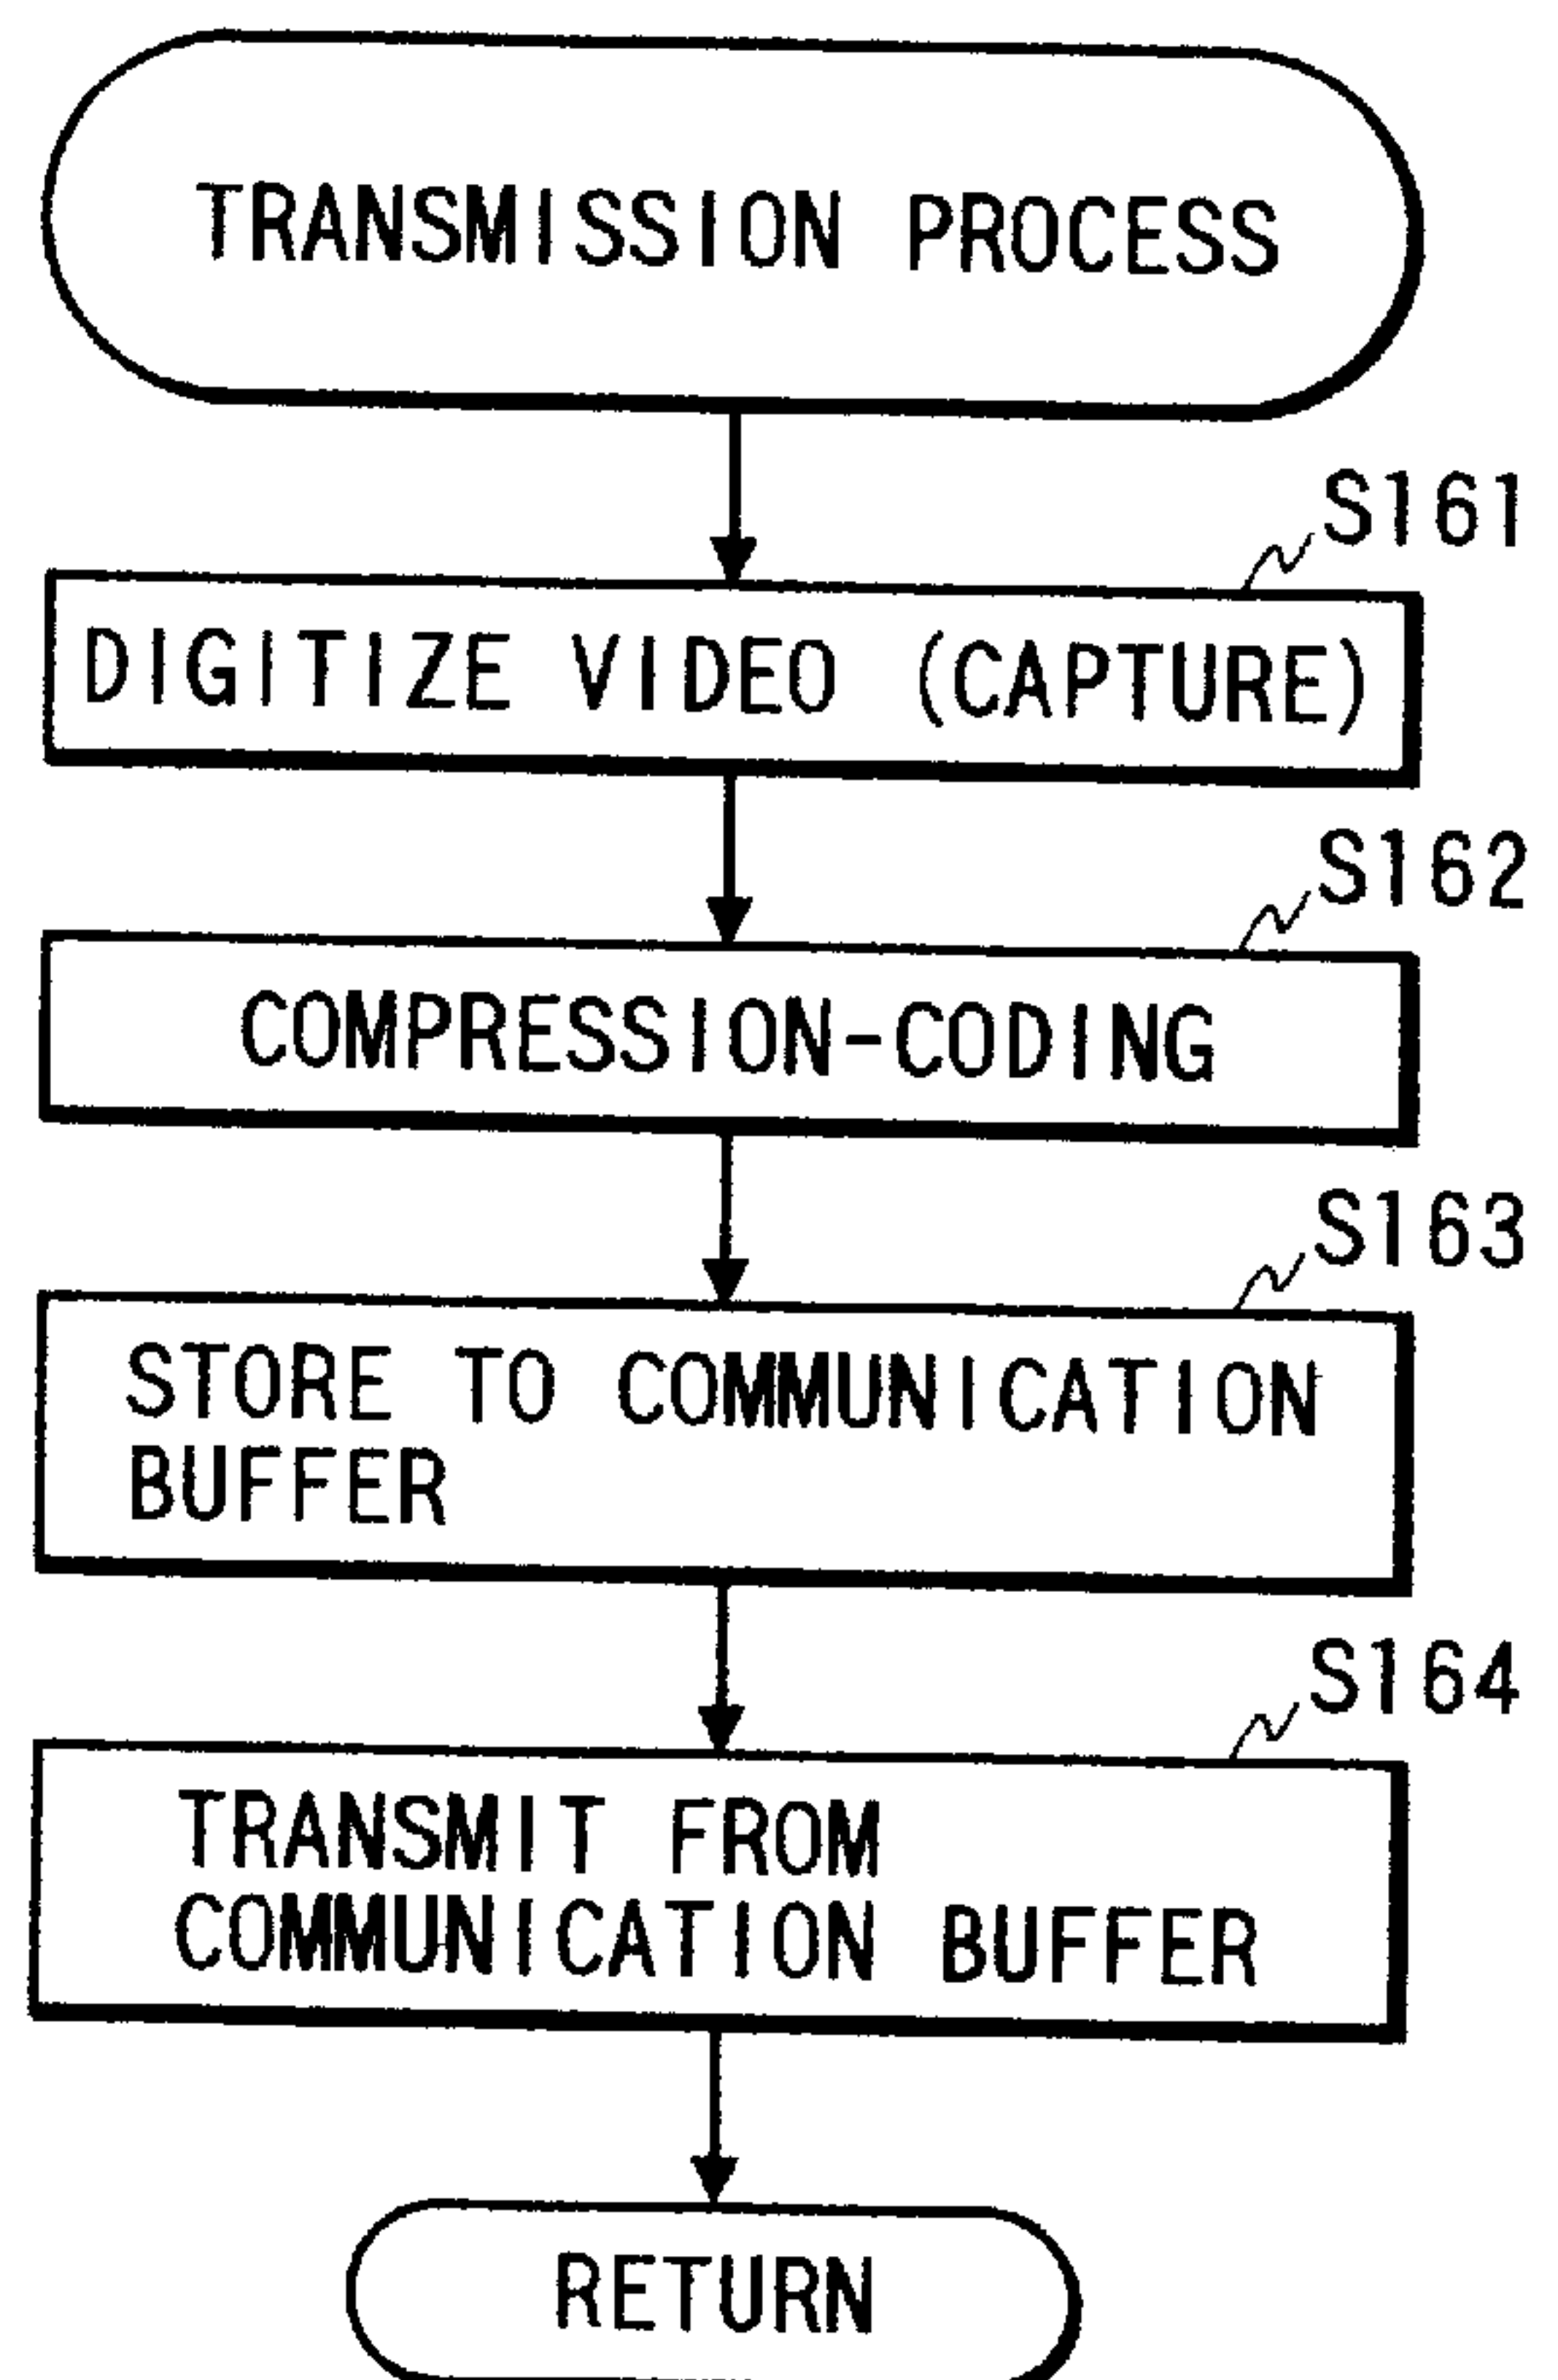 TRANSMISSION PROCESS
S161
DIGITIZE VIDEO (CAPTURE)
S162
COMPRESSION-CODING
S163
STORE TO COMMUNICATION
BUFFER
S164
TRANSMIT FROM
COMMUNICATION BUFFER
RETURN